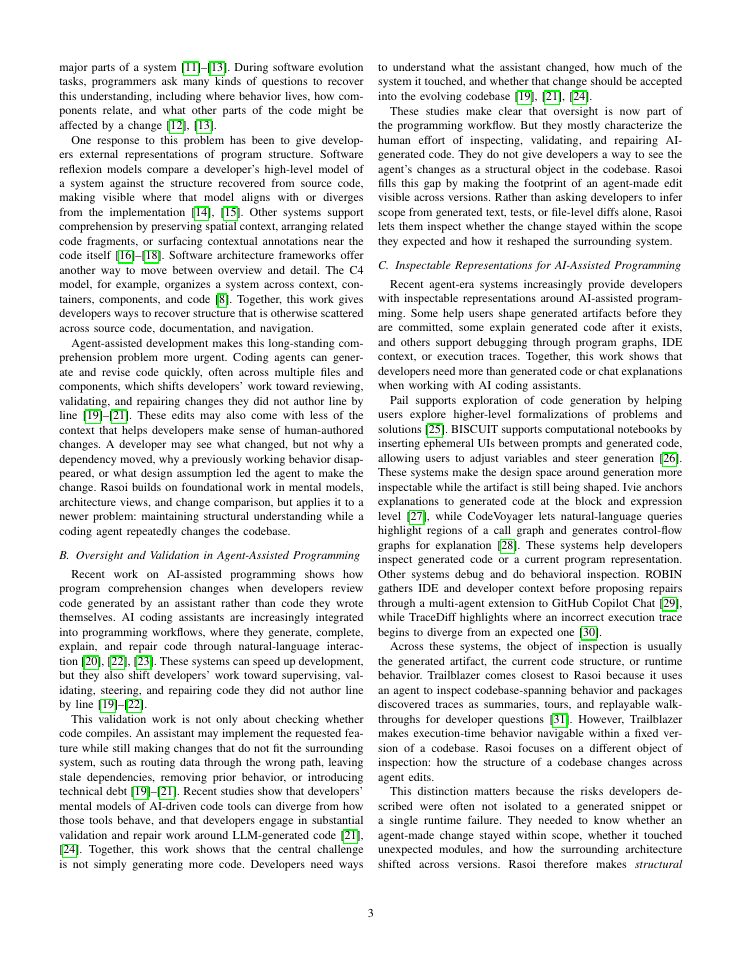 major parts of a system [11]–[13]. During software evolution
tasks, programmers ask many kinds of questions to recover
this understanding, including where behavior lives, how com-
ponents relate, and what other parts of the code might be
affected by a change [12], [13].
One response to this problem has been to give develop-
ers external representations of program structure. Software
reflexion models compare a developer's high-level model of
a system against the structure recovered from source code,
making visible where that model aligns with or diverges
from the implementation [14], [15]. Other systems support
comprehension by preserving spatial context, arranging related
code fragments, or surfacing contextual annotations near the
code itself [16]–[18]. Software architecture frameworks offer
another way to move between overview and detail. The C4
model, for example, organizes a system across context, con-
tainers, components, and code [8]. Together, this work gives
developers ways to recover structure that is otherwise scattered
across source code, documentation, and navigation.
Agent-assisted development makes this long-standing com-
prehension problem more urgent. Coding agents can gener-
ate and revise code quickly, often across multiple files and
components, which shifts developers' work toward reviewing,
validating, and repairing changes they did not author line by
line [19]–[21]. These edits may also come with less of the
context that helps developers make sense of human-authored
changes. A developer may see what changed, but not why a
dependency moved, why a previously working behavior disap-
peared, or what design assumption led the agent to make the
change. Rasoi builds on foundational work in mental models,
architecture views, and change comparison, but applies it to a
newer problem: maintaining structural understanding while a
coding agent repeatedly changes the codebase.
B. Oversight and Validation in Agent-Assisted Programming
Recent work on AI-assisted programming shows how
program comprehension changes when developers review
code generated by an assistant rather than code they wrote
themselves. AI coding assistants are increasingly integrated
into programming workflows, where they generate, complete,
explain, and repair code through natural-language interac-
tion [20], [22], [23]. These systems can speed up development,
but they also shift developers' work toward supervising, val-
idating, steering, and repairing code they did not author line
by line [19]–[22].
This validation work is not only about checking whether
code compiles. An assistant may implement the requested fea-
ture while still making changes that do not fit the surrounding
system, such as routing data through the wrong path, leaving
stale dependencies, removing prior behavior, or introducing
technical debt [19]–[21]. Recent studies show that developers'
mental models of AI-driven code tools can diverge from how
those tools behave, and that developers engage in substantial
validation and repair work around LLM-generated code [21],
[24]. Together, this work shows that the central challenge
is not simply generating more code. Developers need ways
to understand what the assistant changed, how much of the
system it touched, and whether that change should be accepted
into the evolving codebase [19], [21], [24].
These studies make clear that oversight is now part of
the programming workflow. But they mostly characterize the
human effort of inspecting, validating, and repairing AI-
generated code. They do not give developers a way to see the
agent's changes as a structural object in the codebase. Rasoi
fills this gap by making the footprint of an agent-made edit
visible across versions. Rather than asking developers to infer
scope from generated text, tests, or file-level diffs alone, Rasoi
lets them inspect whether the change stayed within the scope
they expected and how it reshaped the surrounding system.
C. Inspectable Representations for AI-Assisted Programming
Recent agent-era systems increasingly provide developers
with inspectable representations around AI-assisted program-
ming. Some help users shape generated artifacts before they
are committed, some explain generated code after it exists,
and others support debugging through program graphs, IDE
context, or execution traces. Together, this work shows that
developers need more than generated code or chat explanations
when working with AI coding assistants.
Pail supports exploration of code generation by helping
users explore higher-level formalizations of problems and
solutions [25]. BISCUIT supports computational notebooks by
inserting ephemeral UIs between prompts and generated code,
allowing users to adjust variables and steer generation [26].
These systems make the design space around generation more
inspectable while the artifact is still being shaped. Ivie anchors
explanations to generated code at the block and expression
level [27], while CodeVoyager lets natural-language queries
highlight regions of a call graph and generates control-flow
graphs for explanation [28]. These systems help developers
inspect generated code or a current program representation.
Other systems debug and do behavioral inspection. ROBIN
gathers IDE and developer context before proposing repairs
through a multi-agent extension to GitHub Copilot Chat [29],
while TraceDiff highlights where an incorrect execution trace
begins to diverge from an expected one [30].
Across these systems, the object of inspection is usually
the generated artifact, the current code structure, or runtime
behavior. Trailblazer comes closest to Rasoi because it uses
an agent to inspect codebase-spanning behavior and packages
discovered traces as summaries, tours, and replayable walk-
throughs for developer questions [31]. However, Trailblazer
makes execution-time behavior navigable within a fixed ver-
sion of a codebase. Rasoi focuses on a different object of
inspection: how the structure of a codebase changes across
agent edits.
This distinction matters because the risks developers de-
scribed were often not isolated to a generated snippet or
a single runtime failure. They needed to know whether an
agent-made change stayed within scope, whether it touched
unexpected modules, and how the surrounding architecture
shifted across versions. Rasoi therefore makes structural
3